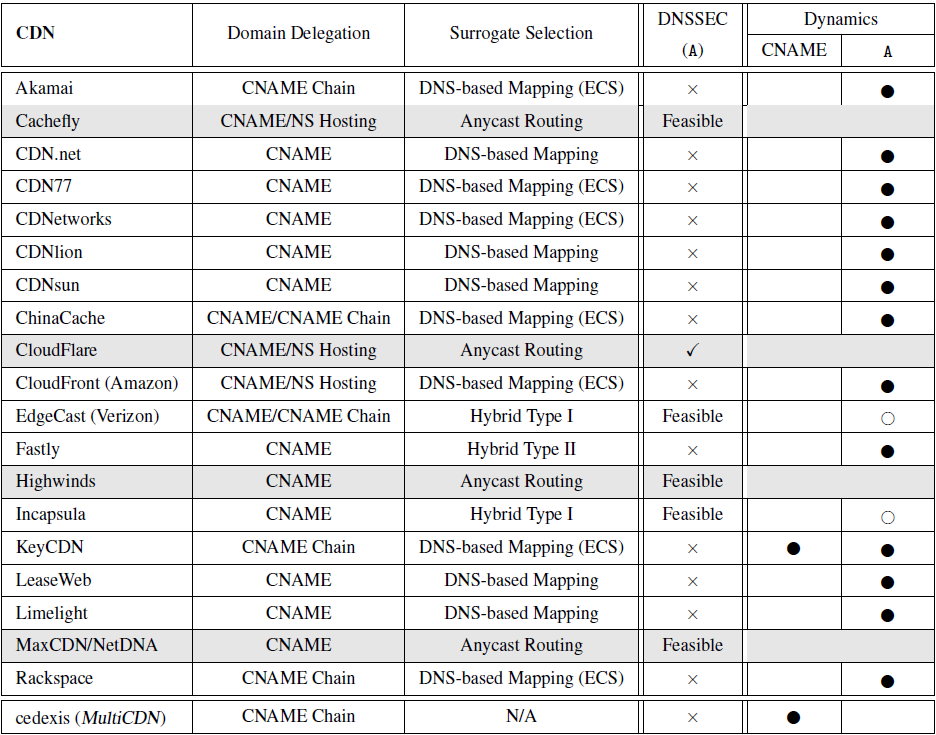 CDN Domain Delegation Surrogate Selection DNSSEC (A) Dynamics
CNAME A
Akamai CNAME Chain DNS-based Mapping (ECS) × ●
Cachefly CNAME/NS Hosting Anycast Routing Feasible
CDN.net CNAME DNS-based Mapping × ●
CDN77 CNAME DNS-based Mapping (ECS) × ●
CDNetworks CNAME DNS-based Mapping (ECS) × ●
CDNlion CNAME DNS-based Mapping × ●
CDNsun CNAME DNS-based Mapping × ●
ChinaCache CNAME/CNAME Chain DNS-based Mapping (ECS) × ●
CloudFlare CNAME/NS Hosting Anycast Routing ✓
CloudFront (Amazon) CNAME/NS Hosting DNS-based Mapping (ECS) × ●
EdgeCast (Verizon) CNAME/CNAME Chain Hybrid Type I Feasible ○
Fastly CNAME Hybrid Type II × ●
Highwinds CNAME Anycast Routing Feasible
Incapsula CNAME Hybrid Type I Feasible ○
KeyCDN CNAME Chain DNS-based Mapping (ECS) × ● ●
LeaseWeb CNAME DNS-based Mapping × ●
Limelight CNAME DNS-based Mapping × ●
MaxCDN/NetDNA CNAME Anycast Routing Feasible
Rackspace CNAME Chain DNS-based Mapping (ECS) × ●
cedexis (MultiCDN) CNAME Chain N/A × ●